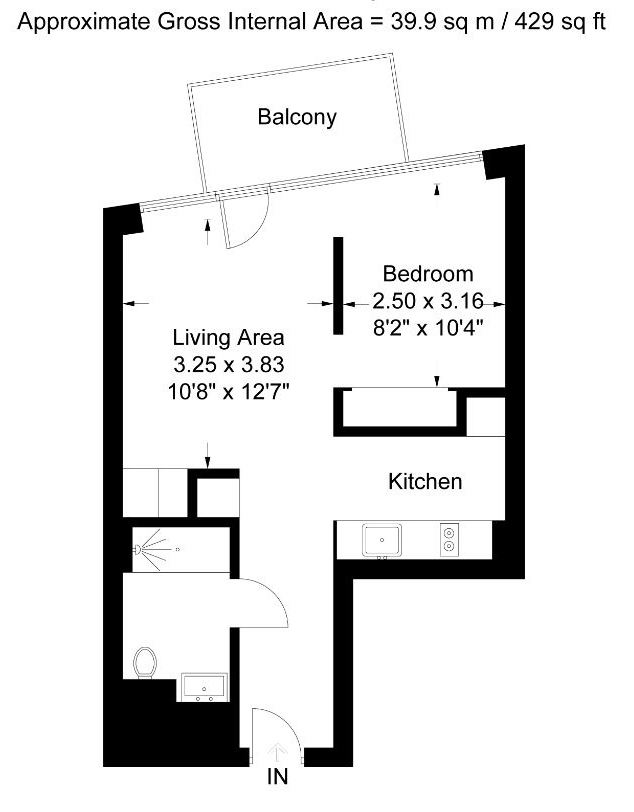 Approximate Gross Internal Area = 39.9 sq m / 429 sq ft
Balcony
Bedroom
2.50 x 3.16
8'2" x 10'4"
Living Area
3.25 x 3.83
10'8" x 12'7"
Kitchen
IN